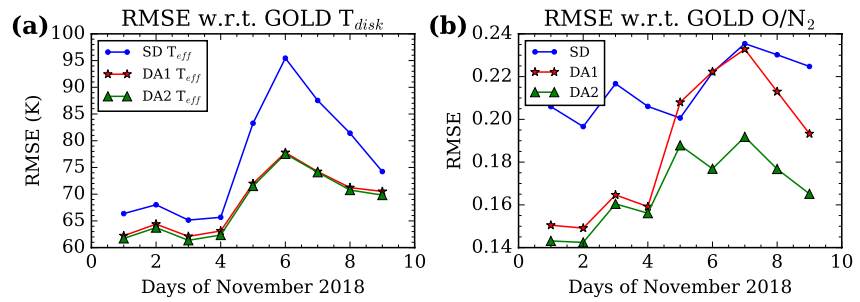 (a)
RMSE w.r.t. GOLD T_disk
100
95
90
85
80
75
70
65
60
RMSE (K)
SD T_eff
DA1 T_eff
DA2 T_eff
0 2 4 6 8 10
Days of November 2018
(b)
RMSE w.r.t. GOLD O/N_2
0.24
0.22
0.20
0.18
0.16
0.14
RMSE
SD
DA1
DA2
0 2 4 6 8 10
Days of November 2018